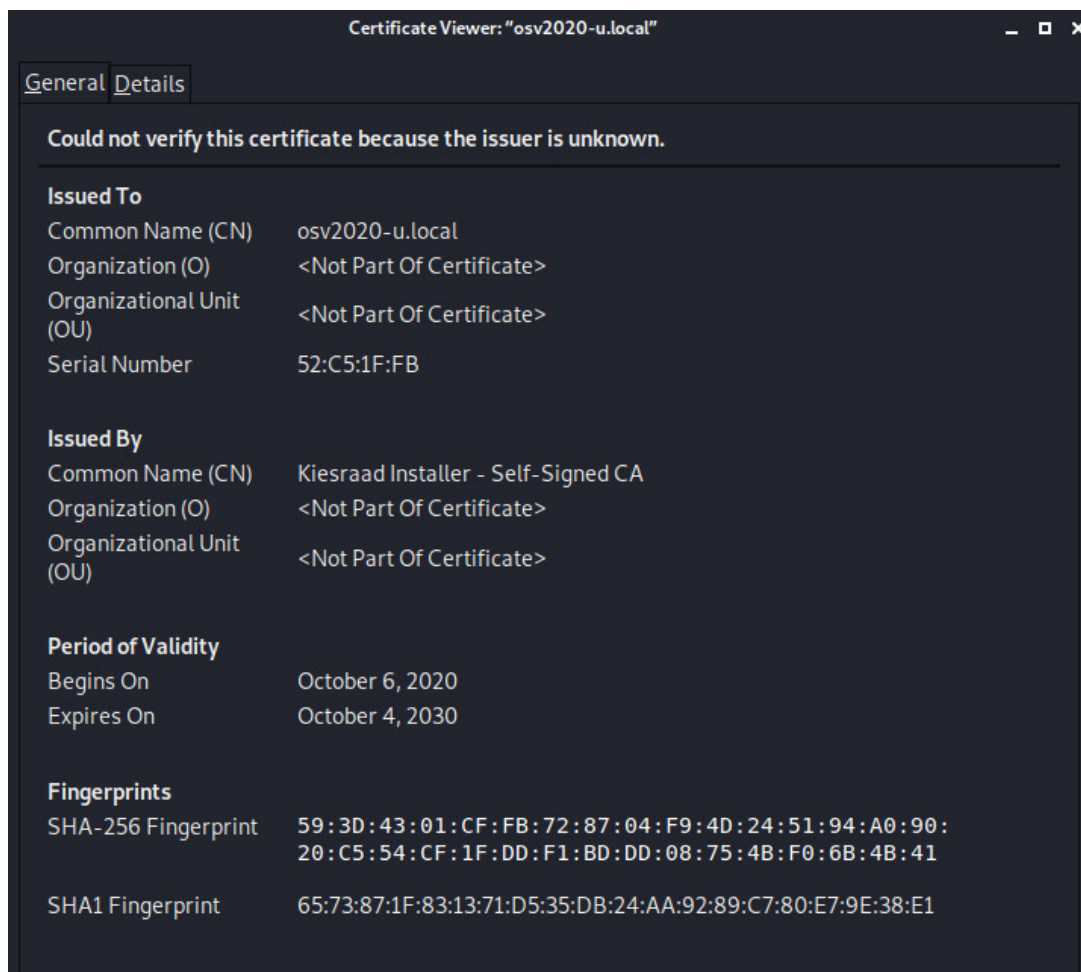 Certificate Viewer: “osv2020-u.local”
General Details
Could not verify this certificate because the issuer is unknown.
Issued To
Common Name (CN) osv2020-u.local
Organization (O) <Not Part Of Certificate>
Organizational Unit (OU) <Not Part Of Certificate>
Serial Number 52:C5:1F:FB
Issued By
Common Name (CN) Kiesraad Installer - Self-Signed CA
Organization (O) <Not Part Of Certificate>
Organizational Unit (OU) <Not Part Of Certificate>
Period of Validity
Begins On October 6, 2020
Expires On October 4, 2030
Fingerprints
SHA-256 Fingerprint 59:3D:43:01:CF:FB:72:87:04:F9:4D:24:51:94:A0:90:
20:C5:54:CF:1F:DD:F1:BD:DD:08:75:4B:F0:6B:4B:41
SHA1 Fingerprint 65:73:87:1F:83:13:71:D5:35:DB:24:AA:92:89:C7:80:E7:9E:38:E1